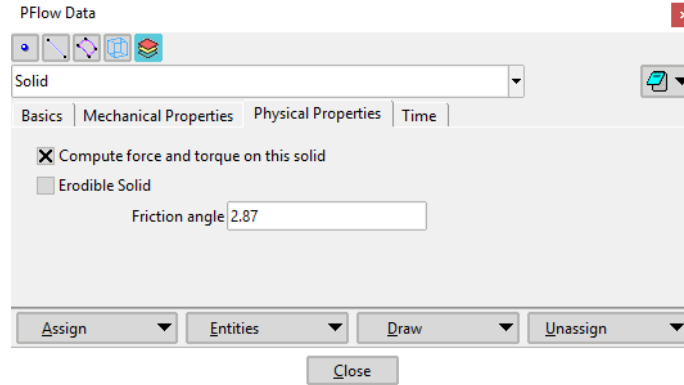 PFlow Data
Solid
Basics Mechanical Properties Physical Properties Time
Compute force and torque on this solid
Erodible Solid
Friction angle 2.87
Assign Entities Draw Unassign
Close